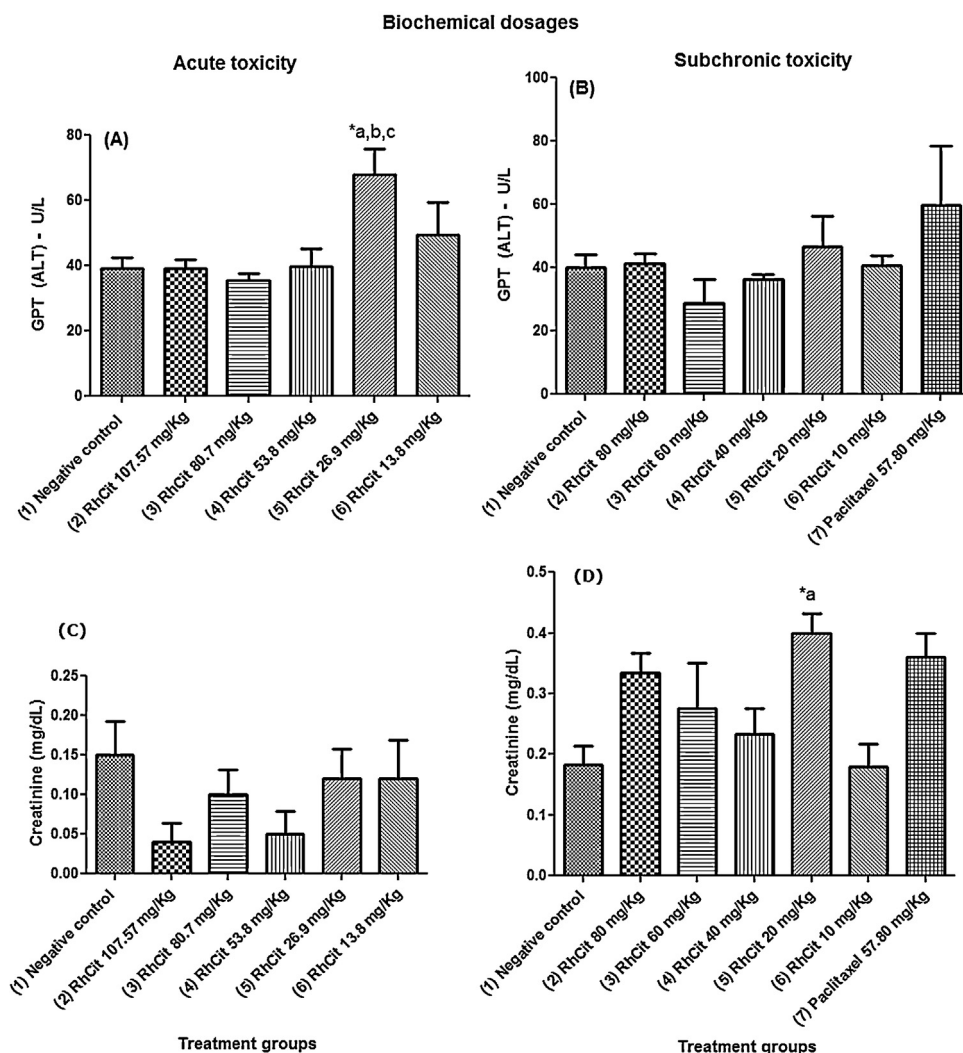 Biochemical dosages
Acute toxicity
Subchronic toxicity
(A)
*a,b,c
GPT (ALT) - U/L
80
60
40
20
0
(1) Negative control
(2) RhCit 107.57 mg/Kg
(3) RhCit 80.7 mg/Kg
(4) RhCit 53.8 mg/Kg
(5) RhCit 26.9 mg/Kg
(6) RhCit 13.8 mg/Kg
(B)
GPT (ALT) - U/L
100
80
60
40
20
0
(1) Negative control
(2) RhCit 80 mg/Kg
(3) RhCit 60 mg/Kg
(4) RhCit 40 mg/Kg
(5) RhCit 20 mg/Kg
(6) RhCit 10 mg/Kg
(7) Paclitaxel 57.80 mg/Kg
(C)
Creatinine (mg/dL)
0.25
0.20
0.15
0.10
0.05
0.00
(1) Negative control
(2) RhCit 107.57 mg/Kg
(3) RhCit 80.7 mg/Kg
(4) RhCit 53.8 mg/Kg
(5) RhCit 26.9 mg/Kg
(6) RhCit 13.8 mg/Kg
Treatment groups
(D)
*a
Creatinine (mg/dL)
0.5
0.4
0.3
0.2
0.1
0.0
(1) Negative control
(2) RhCit 80 mg/Kg
(3) RhCit 60 mg/Kg
(4) RhCit 40 mg/Kg
(5) RhCit 20 mg/Kg
(6) RhCit 10 mg/Kg
(7) Paclitaxel 57.80 mg/Kg
Treatment groups